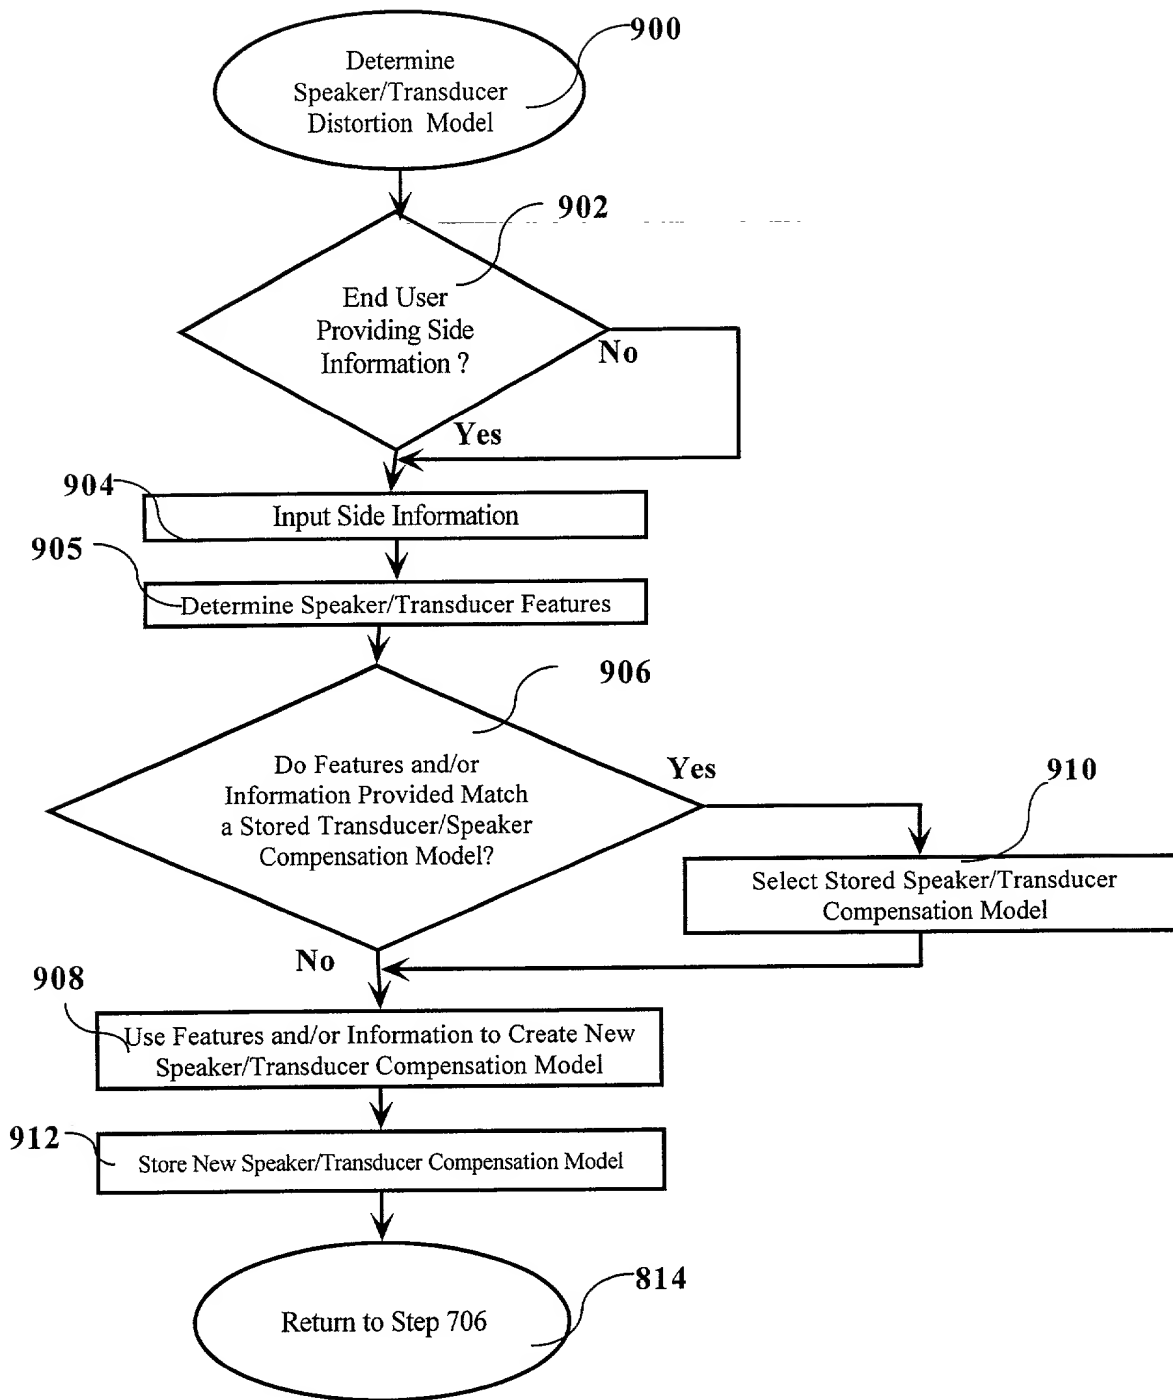 900
Determine
Speaker/Transducer
Distortion Model
902
End User
Providing Side
Information ?
No
Yes
904
Input Side Information
905
Determine Speaker/Transducer Features
906
Do Features and/or
Information Provided Match
a Stored Transducer/Speaker
Compensation Model?
Yes
910
Select Stored Speaker/Transducer
Compensation Model
No
908
Use Features and/or Information to Create New
Speaker/Transducer Compensation Model
912
Store New Speaker/Transducer Compensation Model
814
Return to Step 706